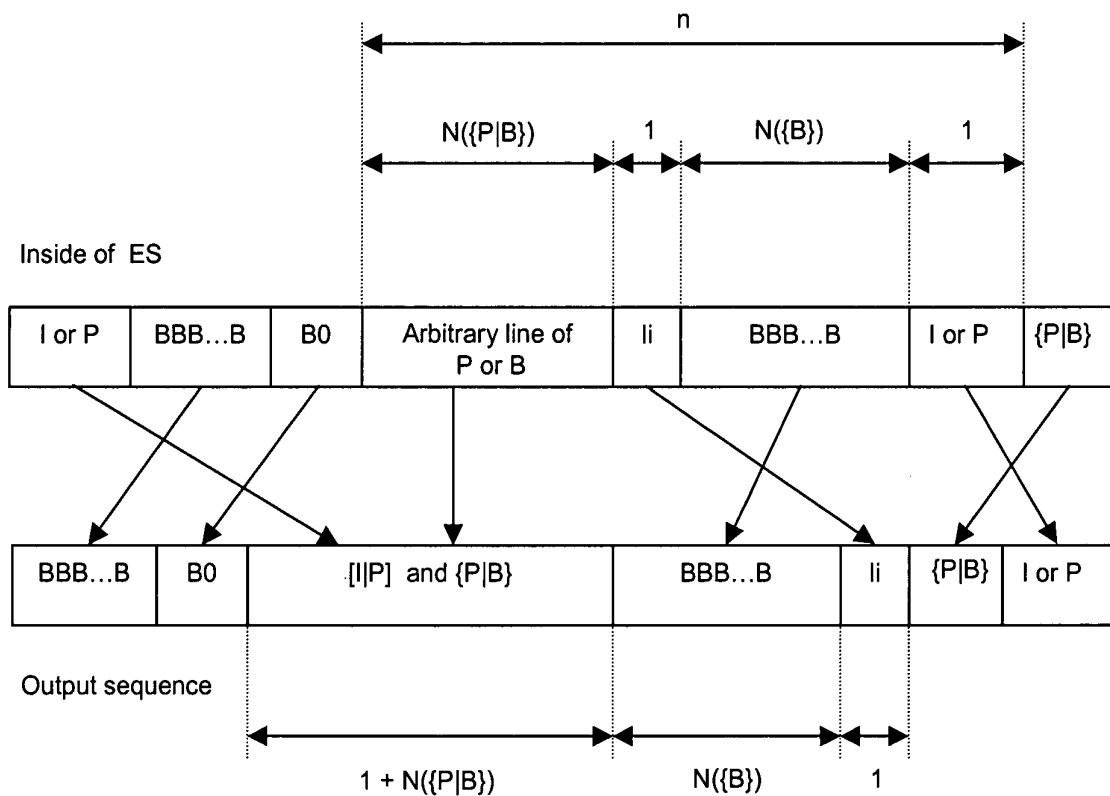 n
N({P|B}) 1 N({B}) 1
Inside of ES
I or P BBB...B B0 Arbitrary line of P or B Ii BBB...B I or P {P|B}
BBB...B B0 [I|P] and {P|B} BBB...B Ii {P|B} I or P
Output sequence
1 + N({P|B}) N({B}) 1